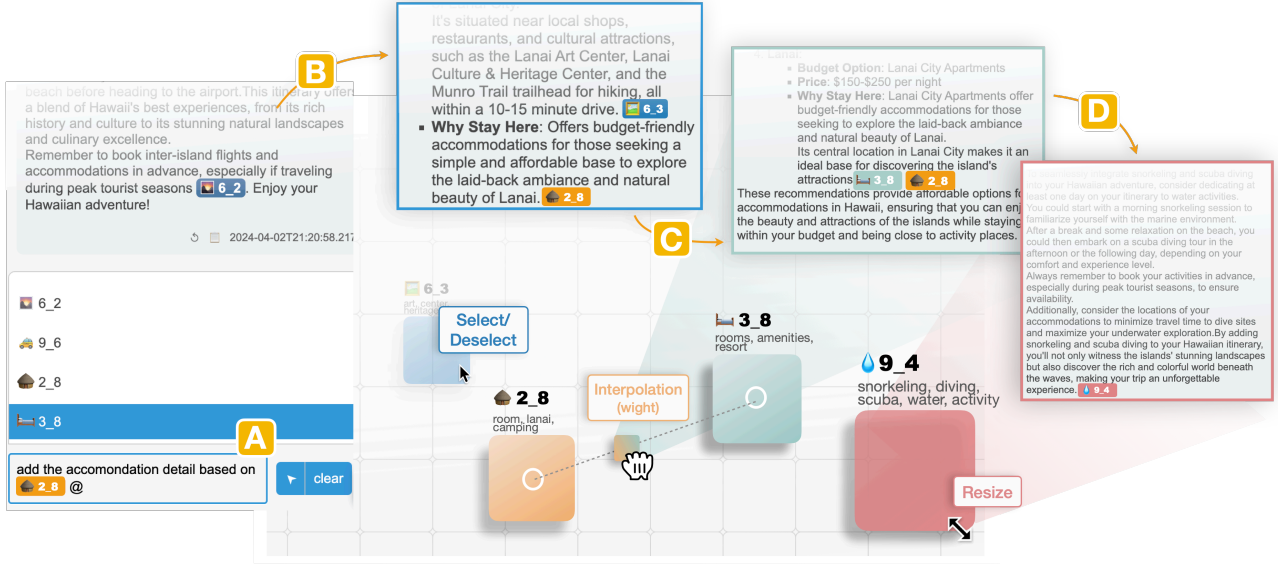 beach before heading to the airport.This itinerary offers
a blend of Hawaii's best experiences, from its rich
history and culture to its stunning natural landscapes
and culinary excellence.
Remember to book inter-island flights and
accommodations in advance, especially if traveling
during peak tourist seasons 6_2. Enjoy your
Hawaiian adventure!
2024-04-02T21:20:58.217
6_2
9_6
2_8
3_8
A
add the accomondation detail based on
2_8 @
clear
B
It's situated near local shops,
restaurants, and cultural attractions,
such as the Lanai Art Center, Lanai
Culture & Heritage Center, and the
Munro Trail trailhead for hiking, all
within a 10-15 minute drive. 6_3
Why Stay Here: Offers budget-friendly
accommodations for those seeking a
simple and affordable base to explore
the laid-back ambiance and natural
beauty of Lanai. 2_8
C
Lanai:
Budget Option: Lanai City Apartments
Price: $150-$250 per night
Why Stay Here: Lanai City Apartments offer
budget-friendly accommodations for those
seeking to explore the laid-back ambiance
and natural beauty of Lanai.
Its central location in Lanai City makes it an
ideal base for discovering the island's
attractions 3_8 2_8
These recommendations provide affordable options fo
accommodations in Hawaii, ensuring that you can enj
the beauty and attractions of the islands while staying
within your budget and being close to activity places.
D
into your Hawaiian adventure, consider dedicating at
least one day on your itinerary to water activities.
You could start with a morning snorkeling session to
familiarize yourself with the marine environment.
After a break and some relaxation on the beach, you
could then embark on a scuba diving tour in the
afternoon or the following day, depending on your
comfort and experience level.
Always remember to book your activities in advance,
especially during peak tourist seasons, to ensure
availability.
Additionally, consider the locations of your
accommodations to minimize travel time to dive sites
and maximize your underwater exploration.By adding
snorkeling and scuba diving to your Hawaiian itinerary,
you'll not only witness the islands' stunning landscapes
but also discover the rich and colorful world beneath
the waves, making your trip an unforgettable
experience. 9_4
6_3
art, center,
heritage
Select/
Deselect
2_8
room, lanai,
camping
Interpolation
(wight)
3_8
rooms, amenities,
resort
9_4
snorkeling, diving,
scuba, water, activity
Resize